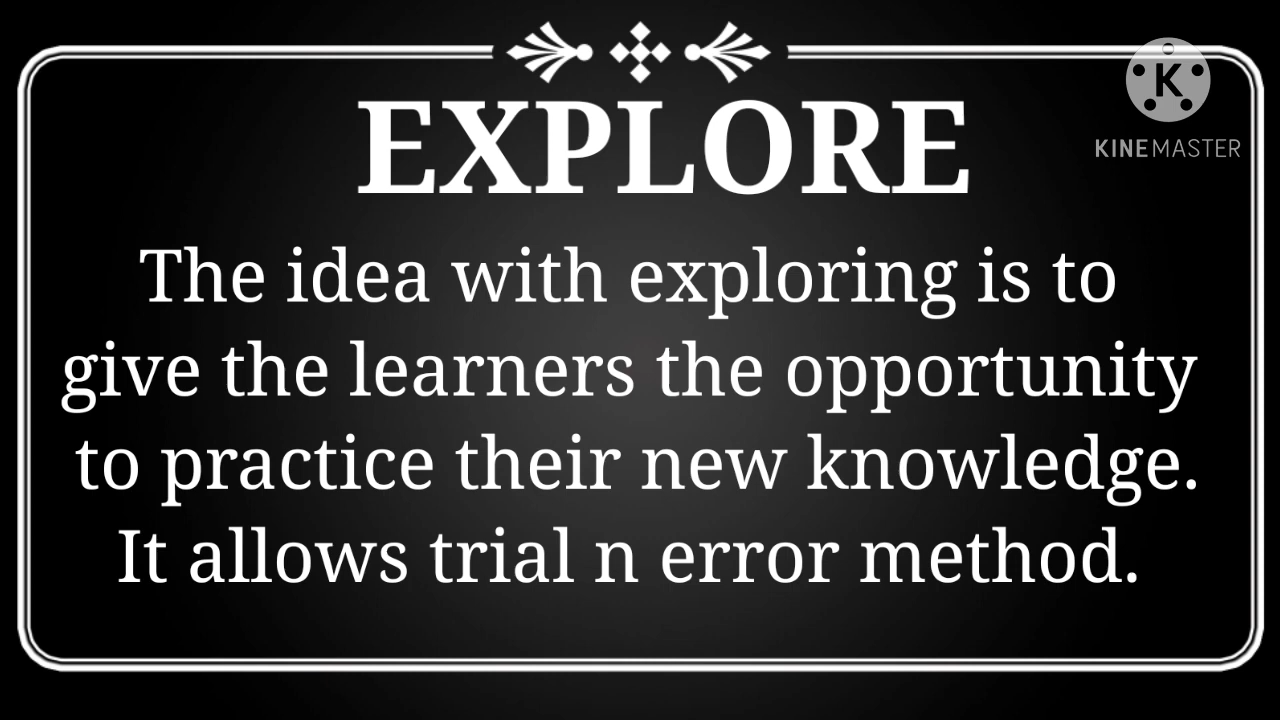 EXPLORE
K
KINEMASTER
The idea with exploring is to
give the learners the opportunity
to practice their new knowledge.
It allows trial n error method.